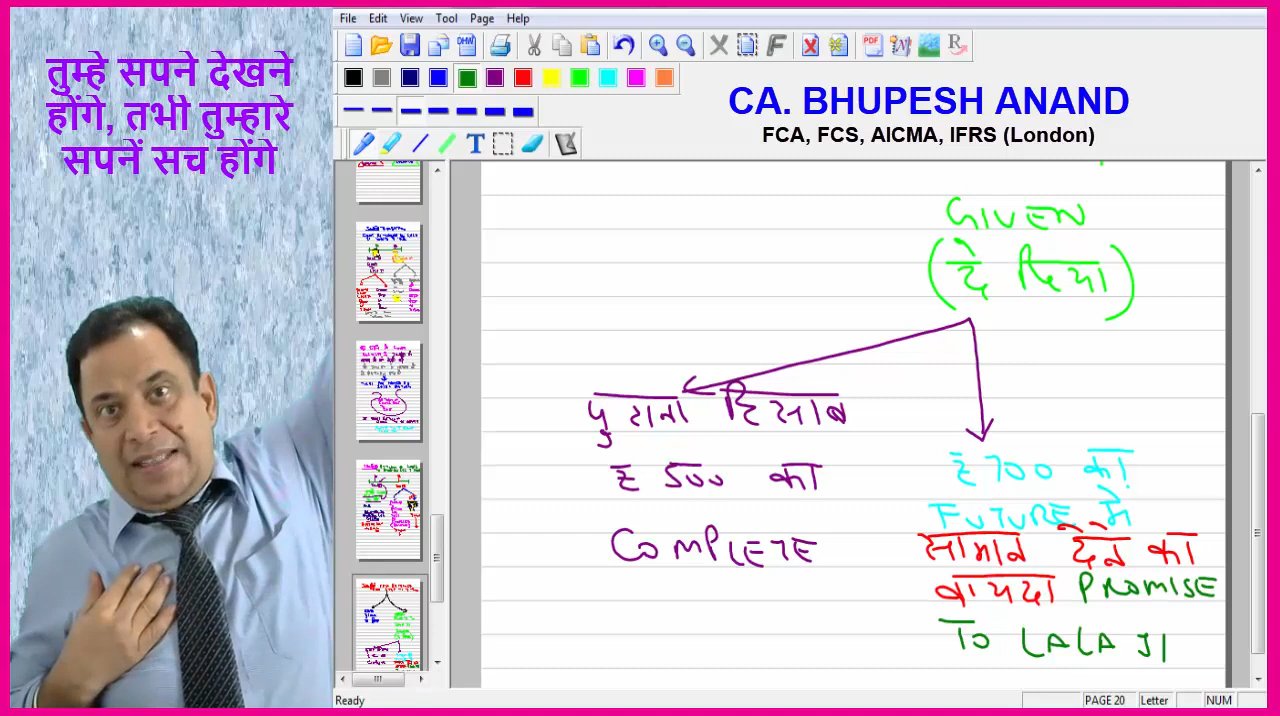 तुम्हे सपने देखने
होंगे, तभी तुम्हारे
सपनें सच होंगे
File Edit View Tool Page Help
CA. BHUPESH ANAND
FCA, FCS, AICMA, IFRS (London)
GIVEN
(दे दिया)
पुराना हिसाब
₹ 500 का
COMPLETE
₹ 700 का
FUTURE में
सामान देने का
वायदा PROMISE
TO LALA JI
Ready
PAGE 20 Letter NUM